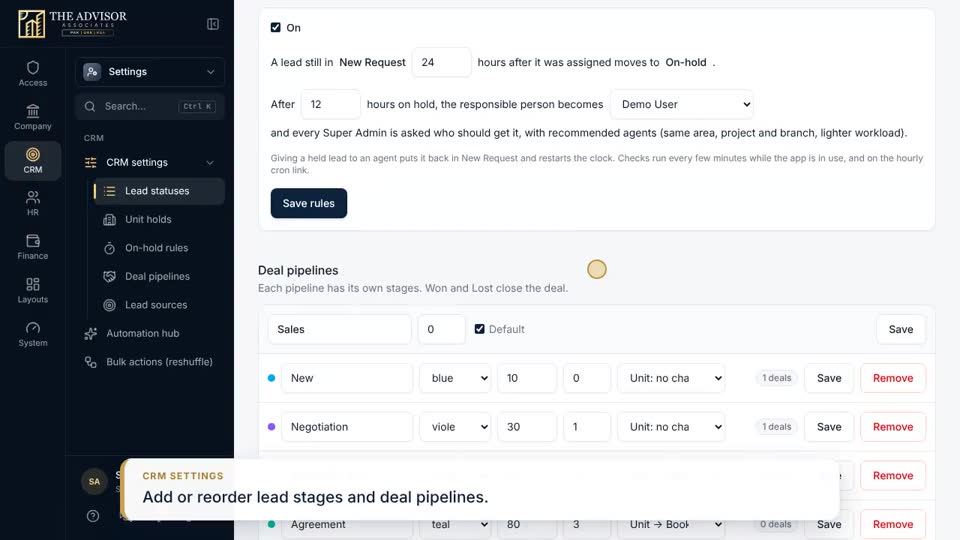 THE ADVISOR
ASSOCIATES
PAK | UAE | KSA
Access
Company
CRM
HR
Finance
Layouts
System
Settings
Search... Ctrl K
CRM
CRM settings
Lead statuses
Unit holds
On-hold rules
Deal pipelines
Lead sources
Automation hub
Bulk actions (reshuffle)
SA
On
A lead still in New Request 24 hours after it was assigned moves to On-hold .
After 12 hours on hold, the responsible person becomes Demo User
and every Super Admin is asked who should get it, with recommended agents (same area, project and branch, lighter workload).
Giving a held lead to an agent puts it back in New Request and restarts the clock. Checks run every few minutes while the app is in use, and on the hourly
cron link.
Save rules
Deal pipelines
Each pipeline has its own stages. Won and Lost close the deal.
Sales 0 Default Save
New blue 10 0 Unit: no cha 1 deals Save Remove
Negotiation viole 30 1 Unit: no cha 1 deals Save Remove
Remove
CRM SETTINGS
Add or reorder lead stages and deal pipelines.
Agreement teal 80 3 Unit → Book 0 deals Save Remove